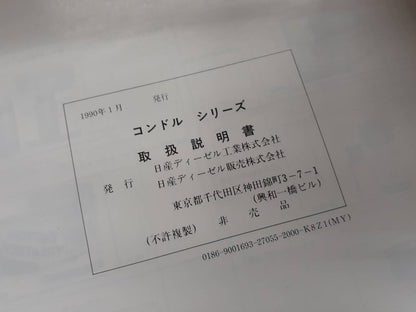 1990年1月 発行
コンドル シリーズ
取扱説明書
日産ディーゼル工業株式会社
発行 日産ディーゼル販売株式会社
東京都千代田区神田錦町3-7-1
(興和一橋ビル)
(不許複製) 非売品
0186-9001693-27055-2000-K8Z1(MY)